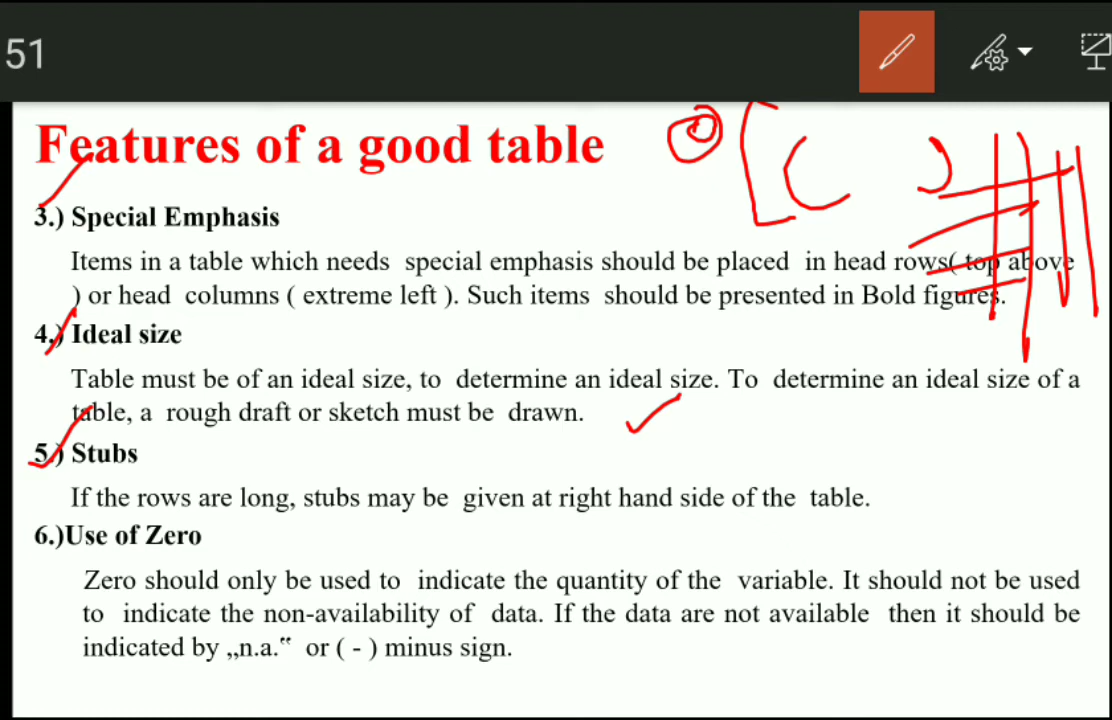 51
Features of a good table
3.) Special Emphasis
Items in a table which needs special emphasis should be placed in head rows( top above
) or head columns ( extreme left ). Such items should be presented in Bold figures.
4.) Ideal size
Table must be of an ideal size, to determine an ideal size. To determine an ideal size of a
table, a rough draft or sketch must be drawn.
5.) Stubs
If the rows are long, stubs may be given at right hand side of the table.
6.)Use of Zero
Zero should only be used to indicate the quantity of the variable. It should not be used
to indicate the non-availability of data. If the data are not available then it should be
indicated by „n.a.‟ or ( - ) minus sign.